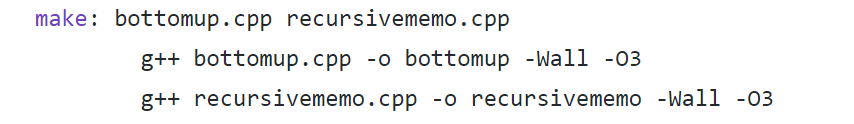 make: bottomup.cpp recursivememo.cpp
g++ bottomup.cpp -o bottomup -Wall -O3
g++ recursivememo.cpp -o recursivememo -Wall -O3